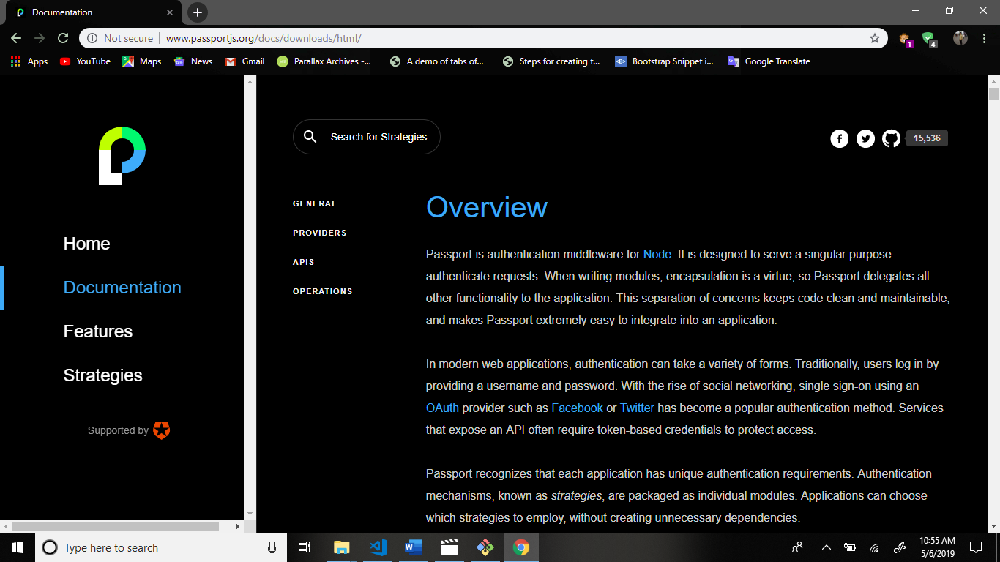 Documentation
Not secure www.passportjs.org/docs/downloads/html/
1 4
Apps YouTube Maps News Gmail Parallax Archives -... A demo of tabs of... Steps for creating t... <B> Bootstrap Snippet i... Google Translate
Search for Strategies
15,536
Home
Documentation
Features
Strategies
Supported by
GENERAL
PROVIDERS
APIS
OPERATIONS
Overview
Passport is authentication middleware for Node. It is designed to serve a singular purpose:
authenticate requests. When writing modules, encapsulation is a virtue, so Passport delegates all
other functionality to the application. This separation of concerns keeps code clean and maintainable,
and makes Passport extremely easy to integrate into an application.
In modern web applications, authentication can take a variety of forms. Traditionally, users log in by
providing a username and password. With the rise of social networking, single sign-on using an
OAuth provider such as Facebook or Twitter has become a popular authentication method. Services
that expose an API often require token-based credentials to protect access.
Passport recognizes that each application has unique authentication requirements. Authentication
mechanisms, known as strategies, are packaged as individual modules. Applications can choose
which strategies to employ, without creating unnecessary dependencies.
Type here to search
10:55 AM
5/6/2019